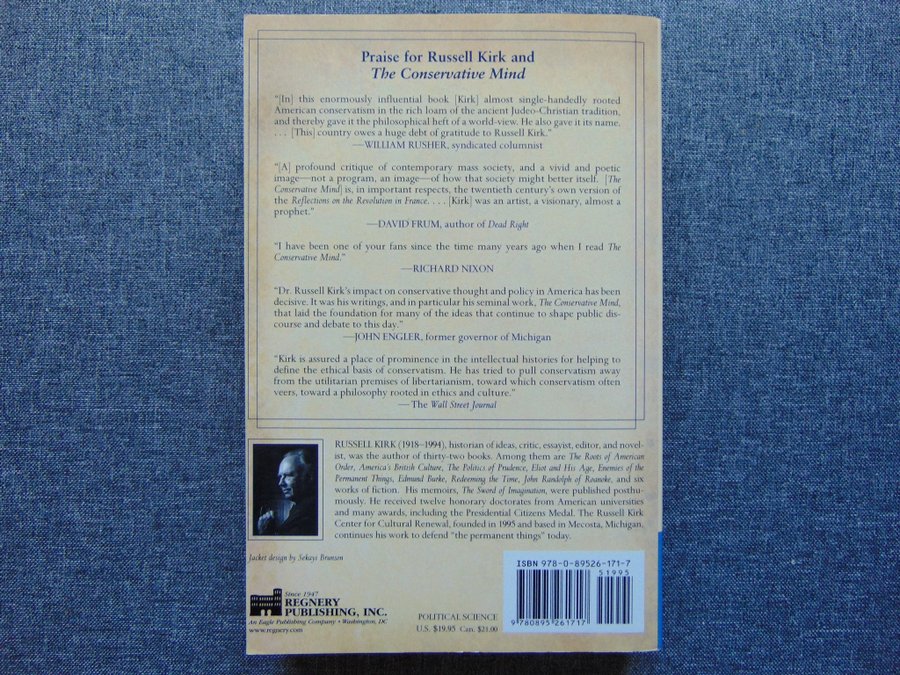 Praise for Russell Kirk and
The Conservative Mind
“[In] this enormously influential book [Kirk] almost single-handedly rooted
American conservatism in the rich loam of the ancient Judeo-Christian tradition,
and thereby gave it the philosophical heft of a world-view. He also gave it its name.
. . . [This] country owes a huge debt of gratitude to Russell Kirk.”
—WILLIAM RUSHER, syndicated columnist
“[A] profound critique of contemporary mass society, and a vivid and poetic
image—not a program, an image—of how that society might better itself. [The
Conservative Mind] is, in important respects, the twentieth century’s own version of
the Reflections on the Revolution in France. . . . [Kirk] was an artist, a visionary, almost a
prophet.”
—DAVID FRUM, author of Dead Right
“I have been one of your fans since the time many years ago when I read The
Conservative Mind.”
—RICHARD NIXON
“Dr. Russell Kirk’s impact on conservative thought and policy in America has been
decisive. It was his writings, and in particular his seminal work, The Conservative Mind,
that laid the foundation for many of the ideas that continue to shape public dis-
course and debate to this day.”
—JOHN ENGLER, former governor of Michigan
“Kirk is assured a place of prominence in the intellectual histories for helping to
define the ethical basis of conservatism. He has tried to pull conservatism away
from the utilitarian premises of libertarianism, toward which conservatism often
veers, toward a philosophy rooted in ethics and culture.”
—The Wall Street Journal
RUSSELL KIRK (1918–1994), historian of ideas, critic, essayist, editor, and novel-
ist, was the author of thirty-two books. Among them are The Roots of American
Order, America’s British Culture, The Politics of Prudence, Eliot and His Age, Enemies of the
Permanent Things, Edmund Burke, Redeeming the Time, John Randolph of Roanoke, and six
works of fiction. His memoirs, The Sword of Imagination, were published posthu-
mously. He received twelve honorary doctorates from American universities
and many awards, including the Presidential Citizens Medal. The Russell Kirk
Center for Cultural Renewal, founded in 1995 and based in Mecosta, Michigan,
continues his work to defend “the permanent things” today.
Jacket design by Sekayi Brunson
Since 1947
REGNERY
PUBLISHING, INC.
An Eagle Publishing Company • Washington, DC
www.regnery.com
POLITICAL SCIENCE
U.S. $19.95 Can. $21.00
ISBN 978-0-89526-171-7
51995
9 780895 261717